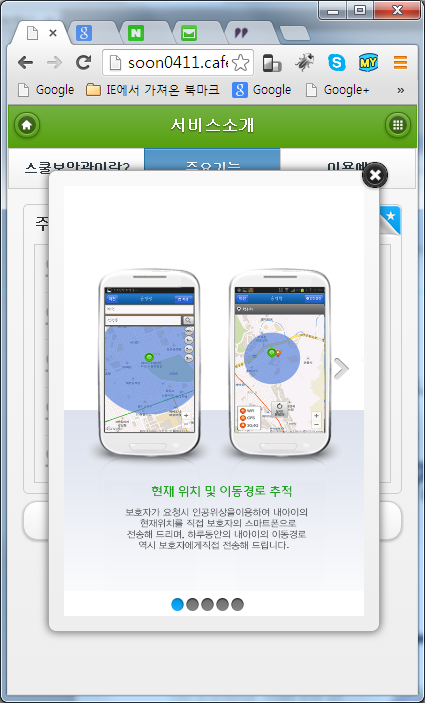 soon0411.cafe
Google
IE에서 가져온 북마크
Google
Google+
»
서비스소개
스쿨보안관이란?
주요기능
이용예
주
현재 위치 및 이동경로 추적
보호자가 요청시 인공위상을이용하여 내아이의
현재위치를 직접 보호자의 스마트폰으로
전송해 드리며, 하루동안의 내아이의 이동경로
역시 보호자에게직접 전송해 드립니다.